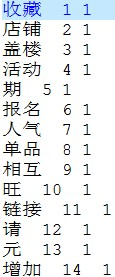 收藏 1 1
店铺 2 1
盖楼 3 1
活动 4 1
期 5 1
报名 6 1
人气 7 1
单品 8 1
相互 9 1
旺 10 1
链接 11 1
请 12 1
元 13 1
增加 14 1